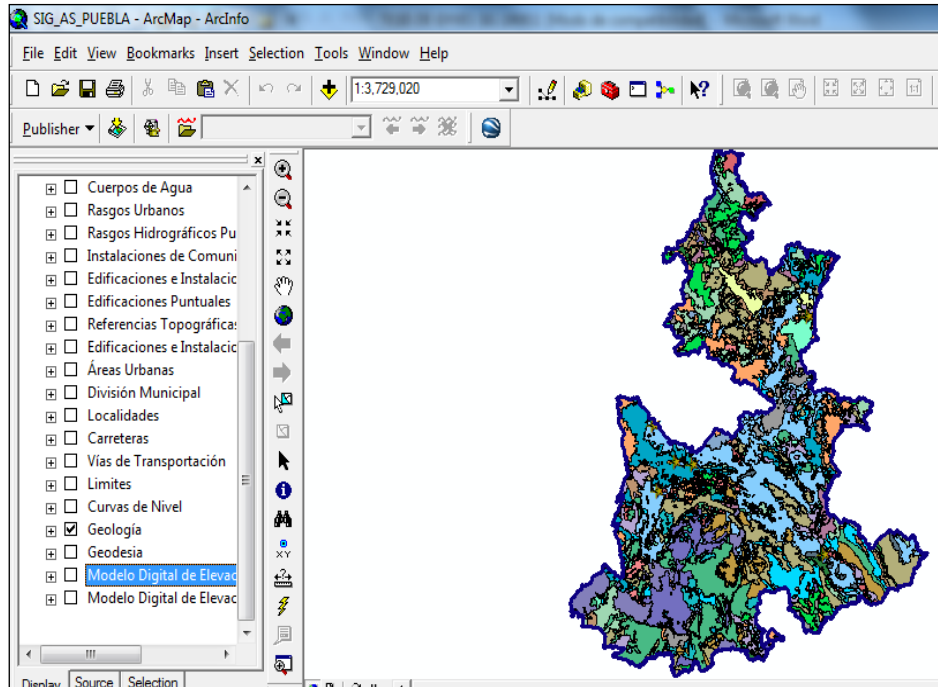 SIG_AS_PUEBLA - ArcMap - ArcInfo
File Edit View Bookmarks Insert Selection Tools Window Help
1:3,729,020
Publisher
Cuerpos de Agua
Rasgos Urbanos
Rasgos Hidrográficos Pu
Instalaciones de Comuni
Edificaciones e Instalacic
Edificaciones Puntuales
Referencias Topográficas
Edificaciones e Instalacic
Áreas Urbanas
División Municipal
Localidades
Carreteras
Vías de Transportación
Limites
Curvas de Nivel
Geología
Geodesia
Modelo Digital de Elevac
Modelo Digital de Elevac
XY
Display Source Selection